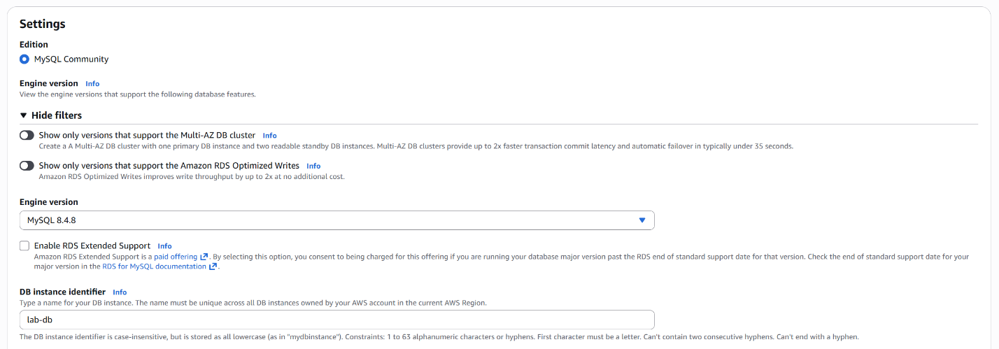 Settings
Edition
MySQL Community
Engine version Info
View the engine versions that support the following database features.
Hide filters
Show only versions that support the Multi-AZ DB cluster Info
Create a A Multi-AZ DB cluster with one primary DB instance and two readable standby DB instances. Multi-AZ DB clusters provide up to 2x faster transaction commit latency and automatic failover in typically under 35 seconds.
Show only versions that support the Amazon RDS Optimized Writes Info
Amazon RDS Optimized Writes improves write throughput by up to 2x at no additional cost.
Engine version
MySQL 8.4.8
Enable RDS Extended Support Info
Amazon RDS Extended Support is a paid offering. By selecting this option, you consent to being charged for this offering if you are running your database major version past the RDS end of standard support date for that version. Check the end of standard support date for your
major version in the RDS for MySQL documentation.
DB instance identifier Info
Type a name for your DB instance. The name must be unique across all DB instances owned by your AWS account in the current AWS Region.
lab-db
The DB instance identifier is case-insensitive, but is stored as all lowercase (as in "mydbinstance"). Constraints: 1 to 63 alphanumeric characters or hyphens. First character must be a letter. Can't contain two consecutive hyphens. Can't end with a hyphen.